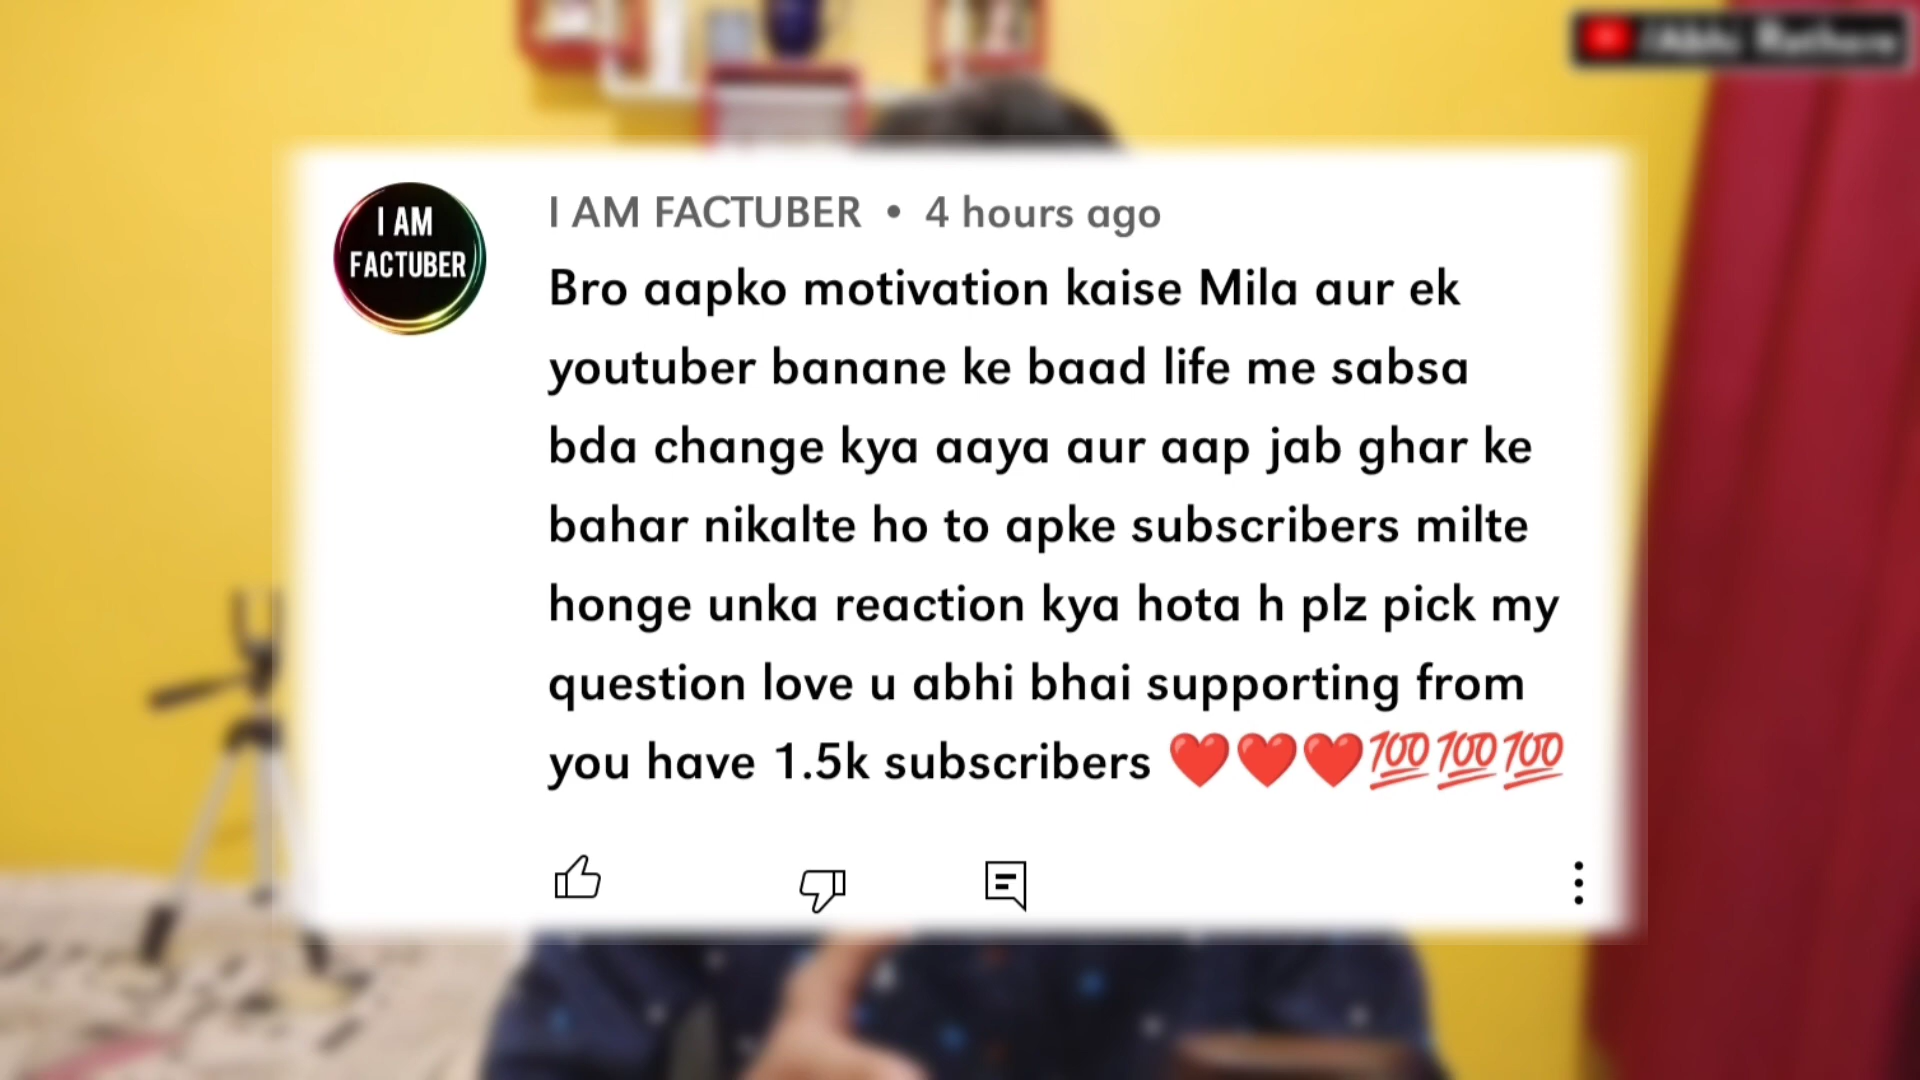 /Abhi Rathore
I AM
FACTUBER
I AM FACTUBER • 4 hours ago
Bro aapko motivation kaise Mila aur ek
youtuber banane ke baad life me sabsa
bda change kya aaya aur aap jab ghar ke
bahar nikalte ho to apke subscribers milte
honge unka reaction kya hota h plz pick my
question love u abhi bhai supporting from
you have 1.5k subscribers ❤️❤️❤️💯💯💯